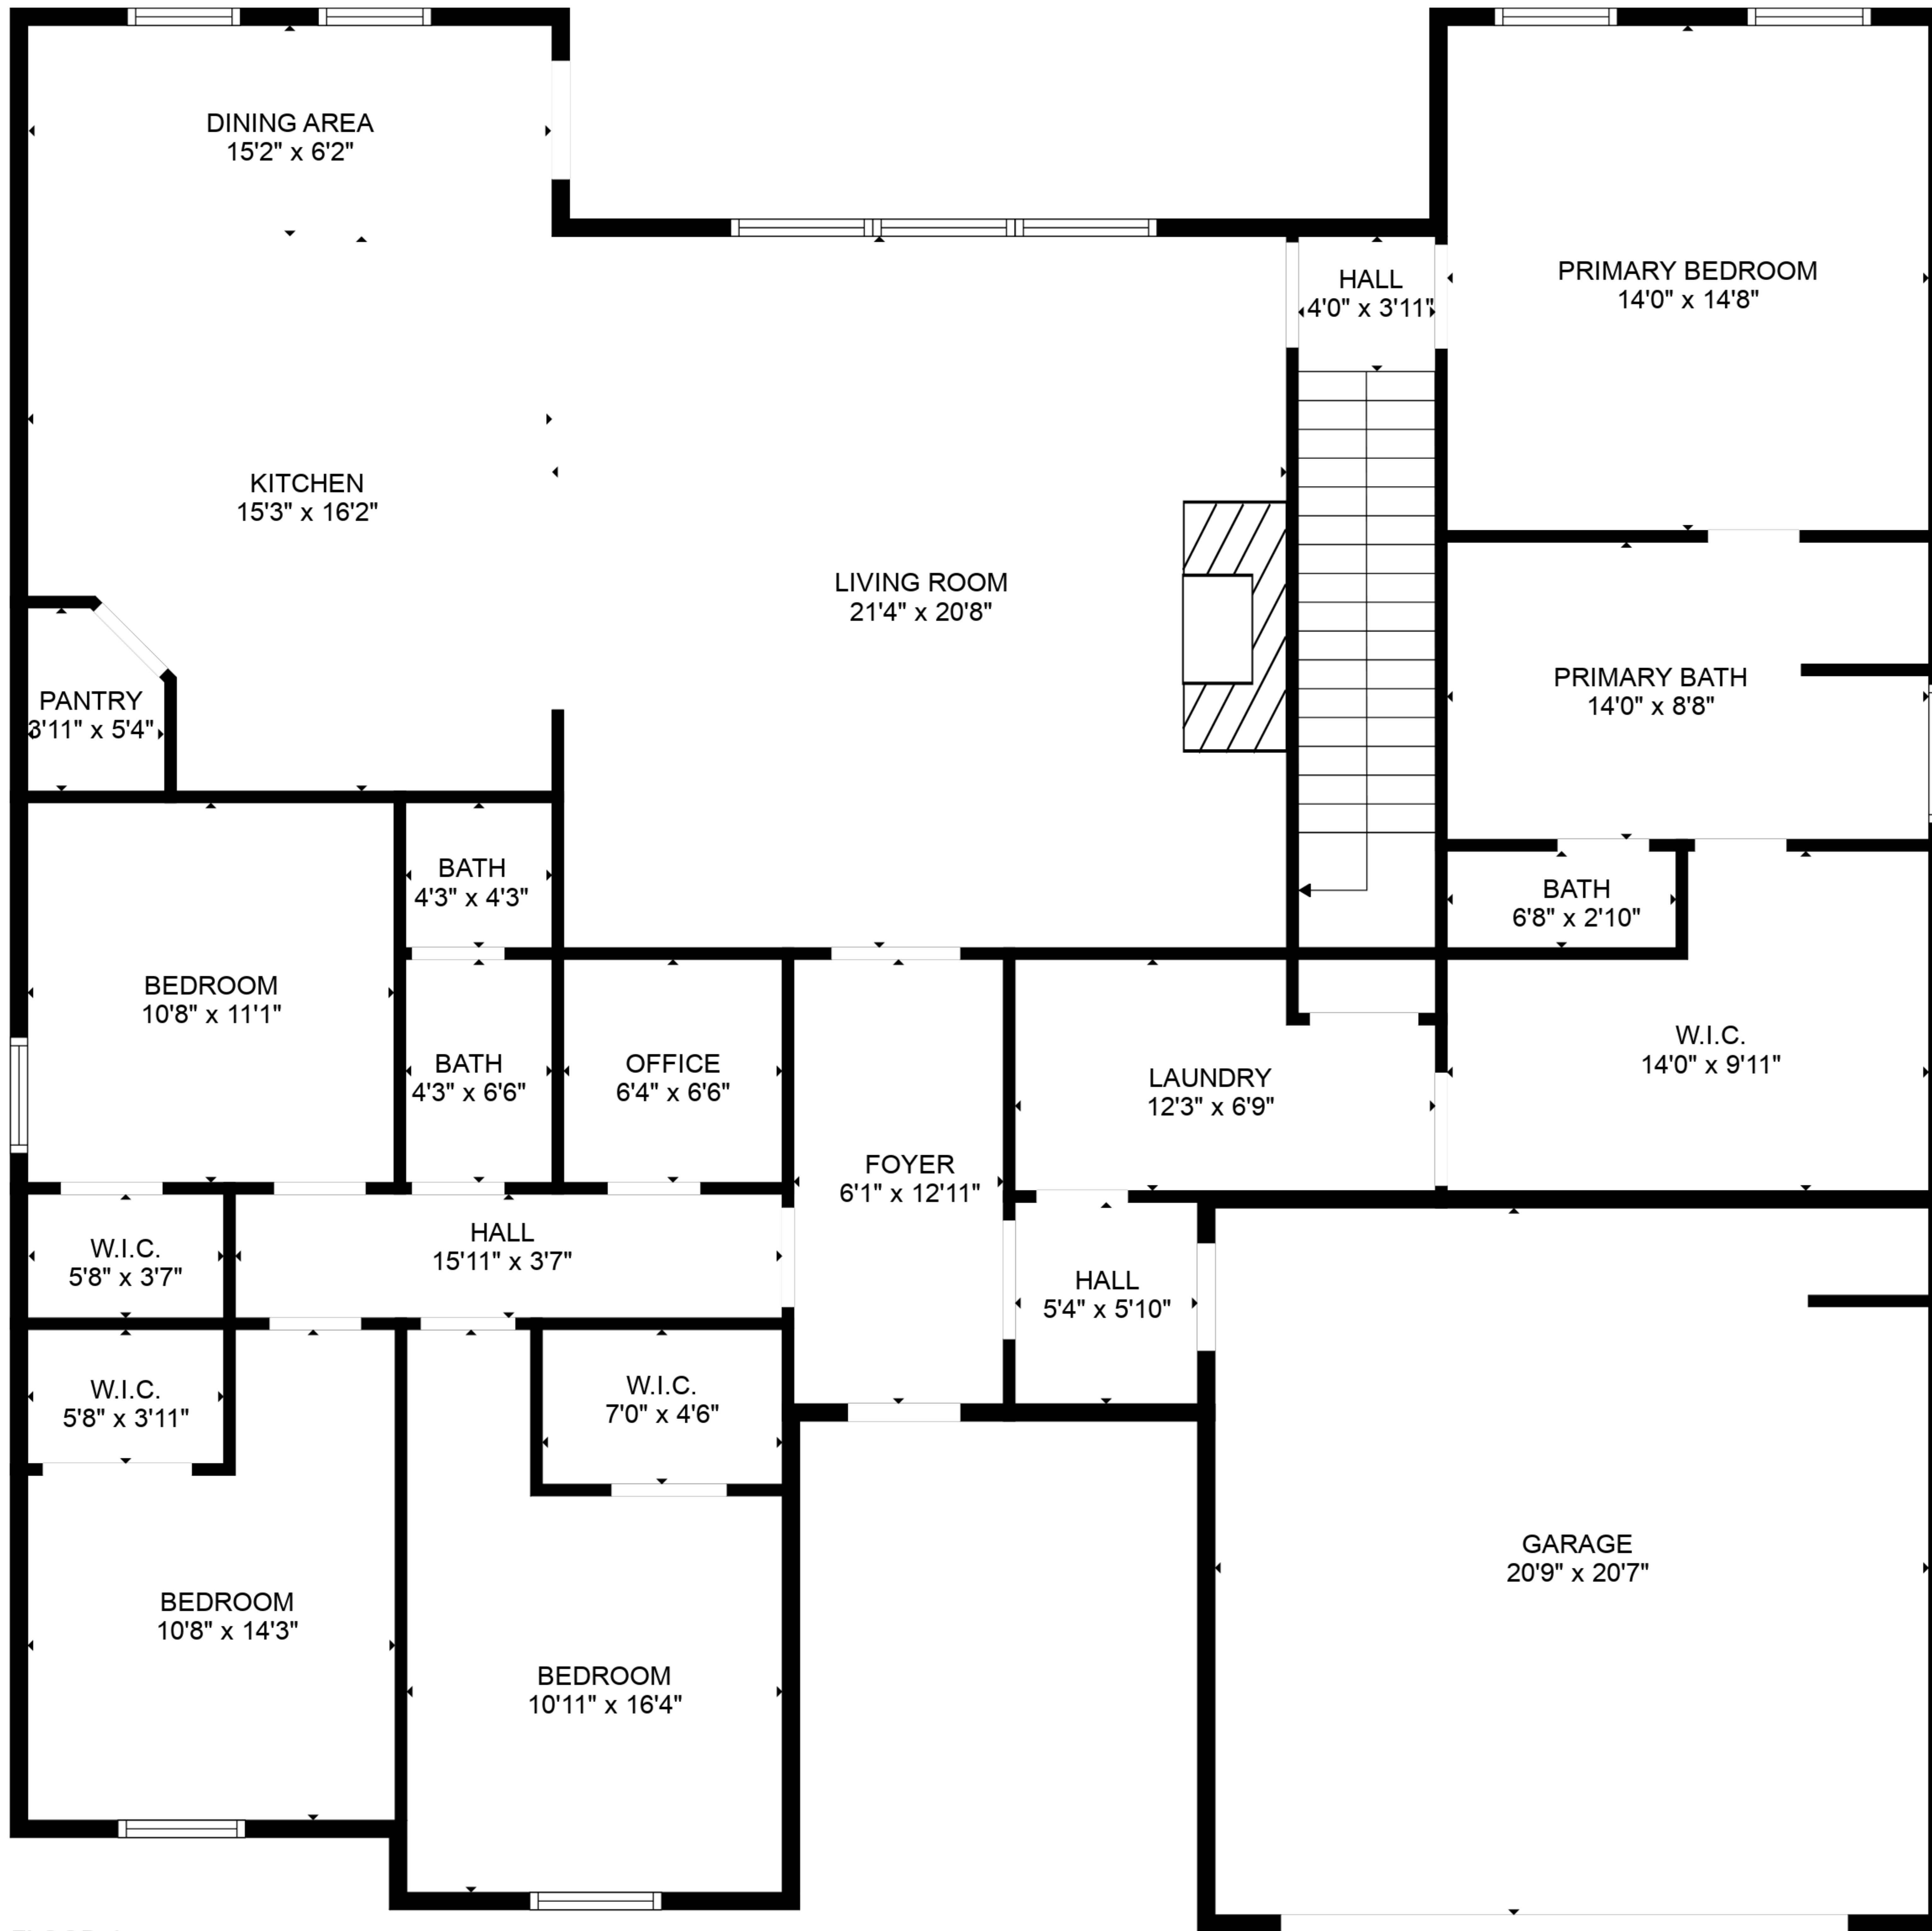 DINING AREA
15'2" x 6'2"
HALL
4'0" x 3'11"
PRIMARY BEDROOM
14'0" x 14'8"
KITCHEN
15'3" x 16'2"
LIVING ROOM
21'4" x 20'8"
PANTRY
3'11" x 5'4"
PRIMARY BATH
14'0" x 8'8"
BATH
4'3" x 4'3"
BATH
6'8" x 2'10"
BEDROOM
10'8" x 11'1"
BATH
4'3" x 6'6"
OFFICE
6'4" x 6'6"
LAUNDRY
12'3" x 6'9"
W.I.C.
14'0" x 9'11"
FOYER
6'1" x 12'11"
W.I.C.
5'8" x 3'7"
HALL
15'11" x 3'7"
HALL
5'4" x 5'10"
W.I.C.
5'8" x 3'11"
W.I.C.
7'0" x 4'6"
GARAGE
20'9" x 20'7"
BEDROOM
10'8" x 14'3"
BEDROOM
10'11" x 16'4"